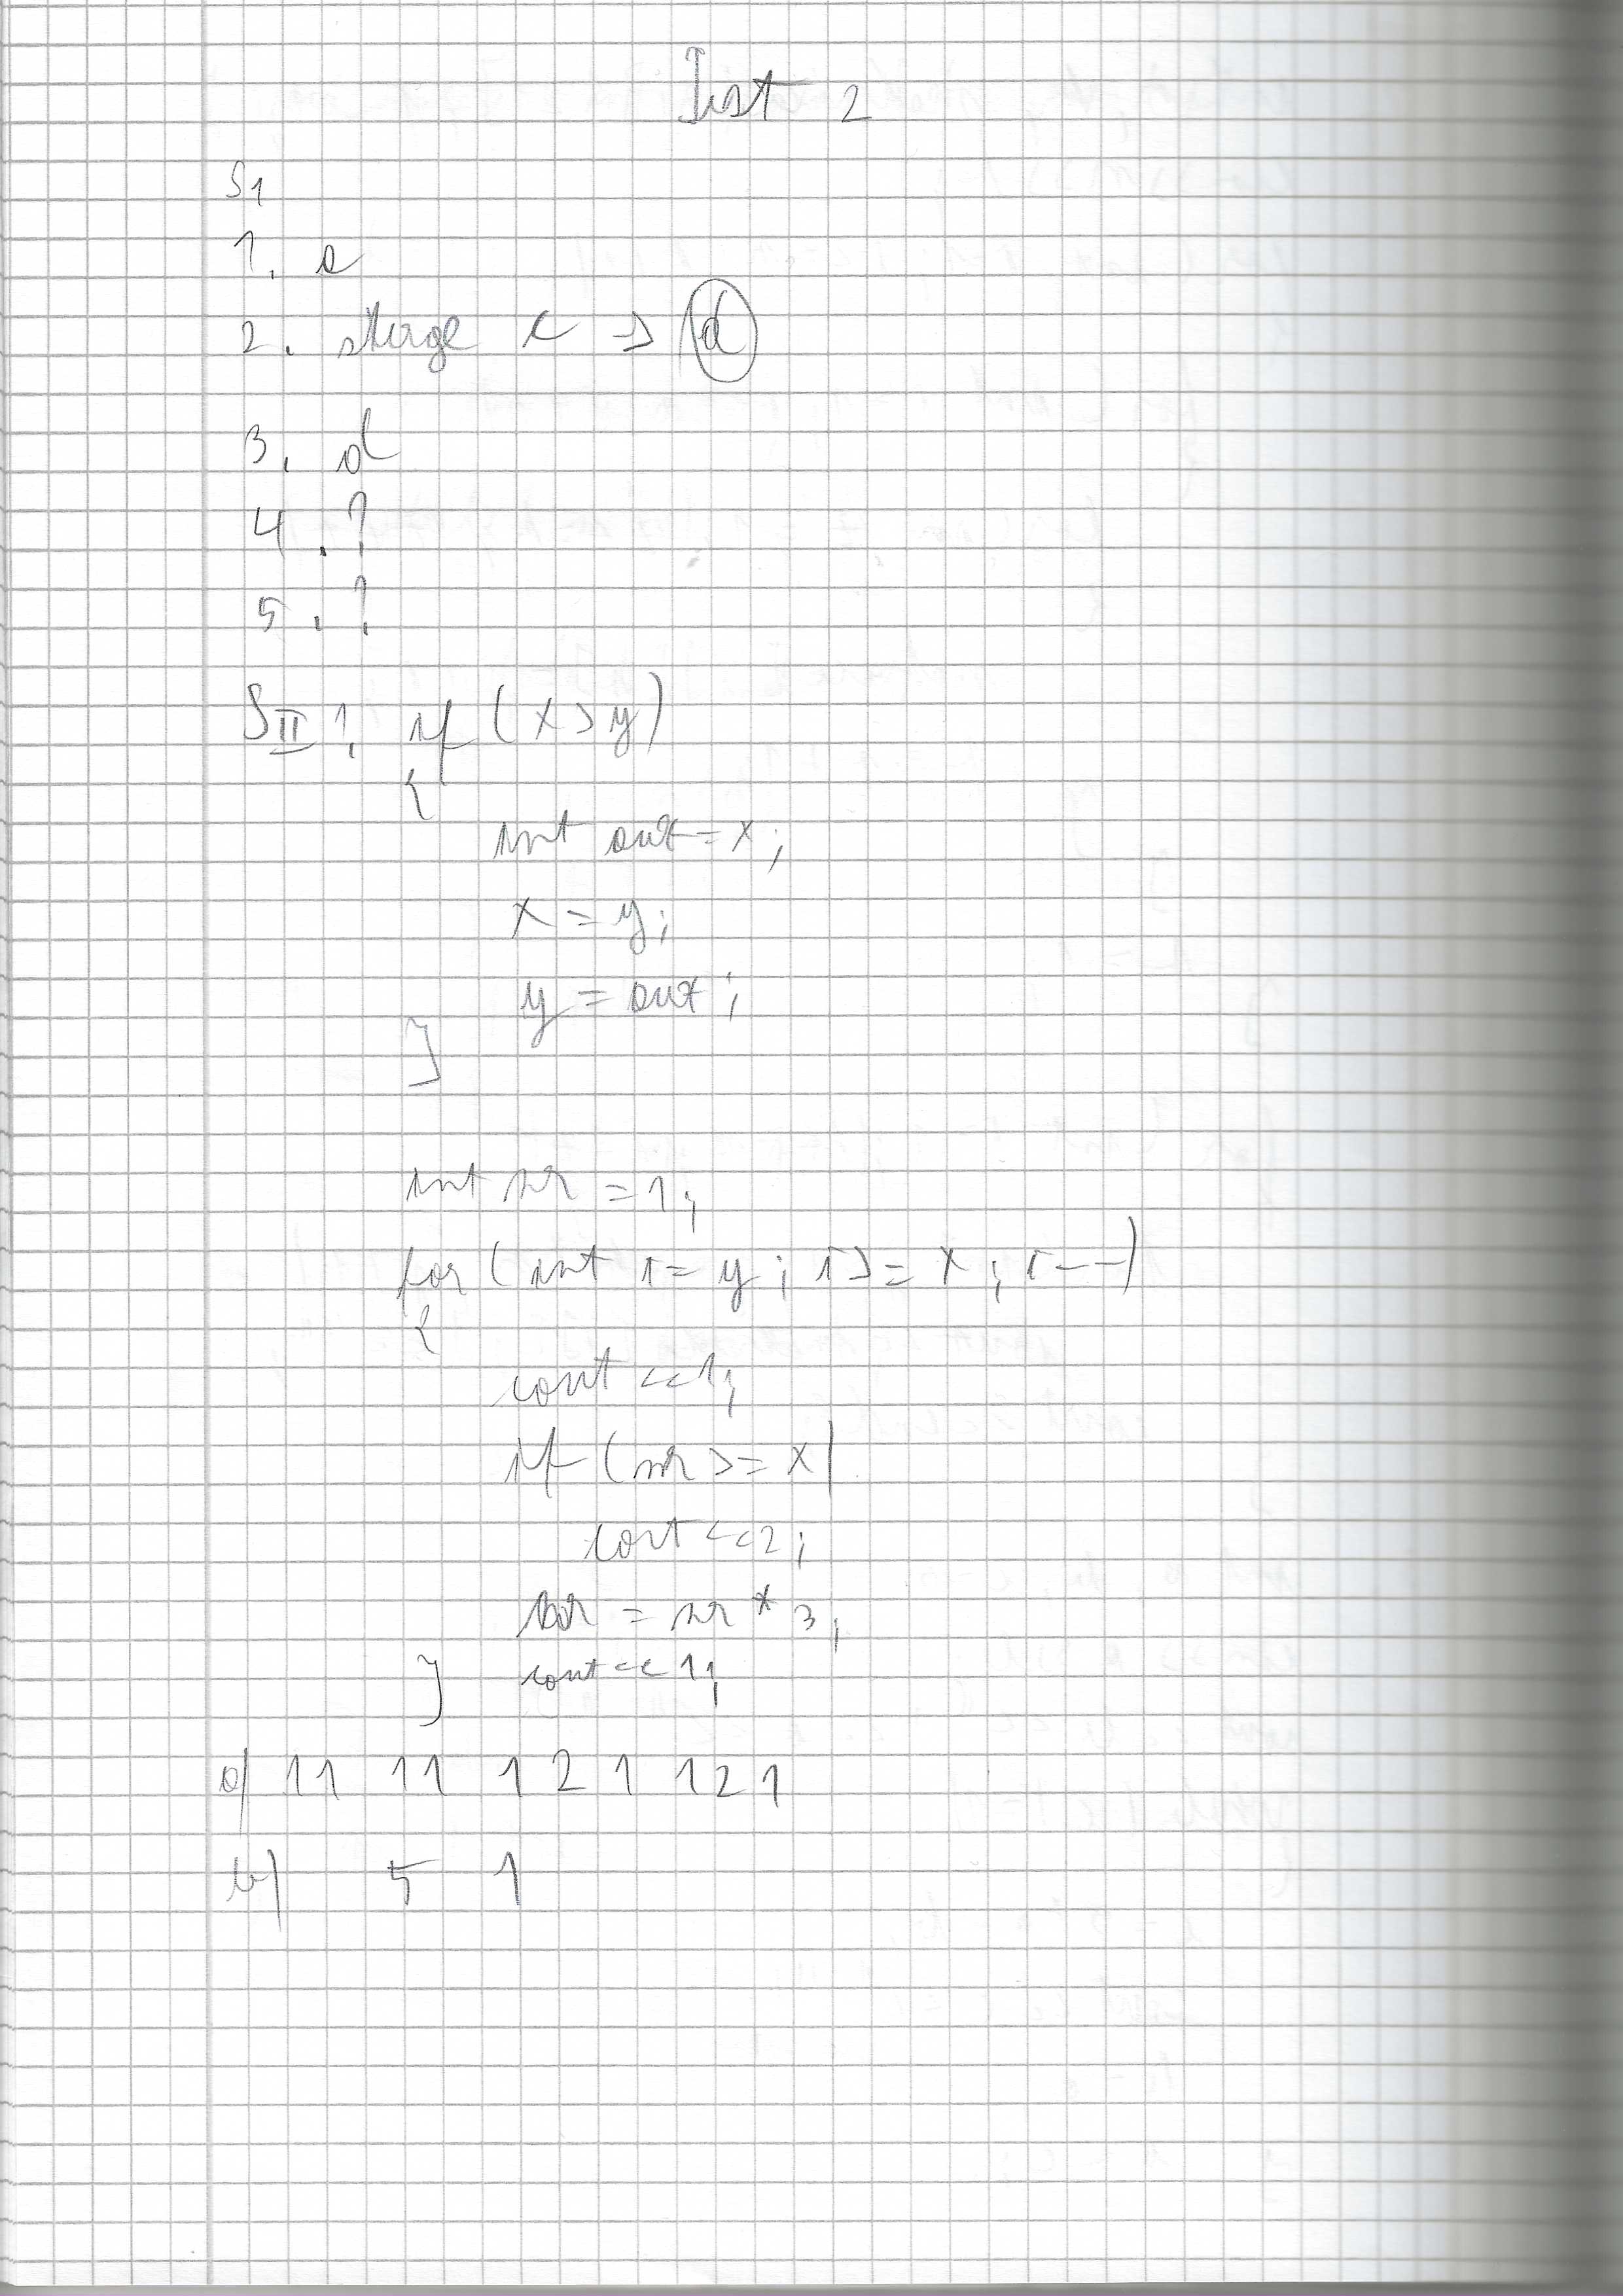 Test 2
S1
1. a
2. sterge c => d
3. d
4. ?
5. ?
SII 1. if (x>y)
{
int aux = x;
x = y;
y = aux;
}
int nr = 1;
for (int i = y; i>= x; i--)
{
cout <<1;
if (nr >= x)
cout <<2;
nr = nr * 3;
} cout << 1;
a) 11 11 1 2 1 1 2 1
b) 5 1